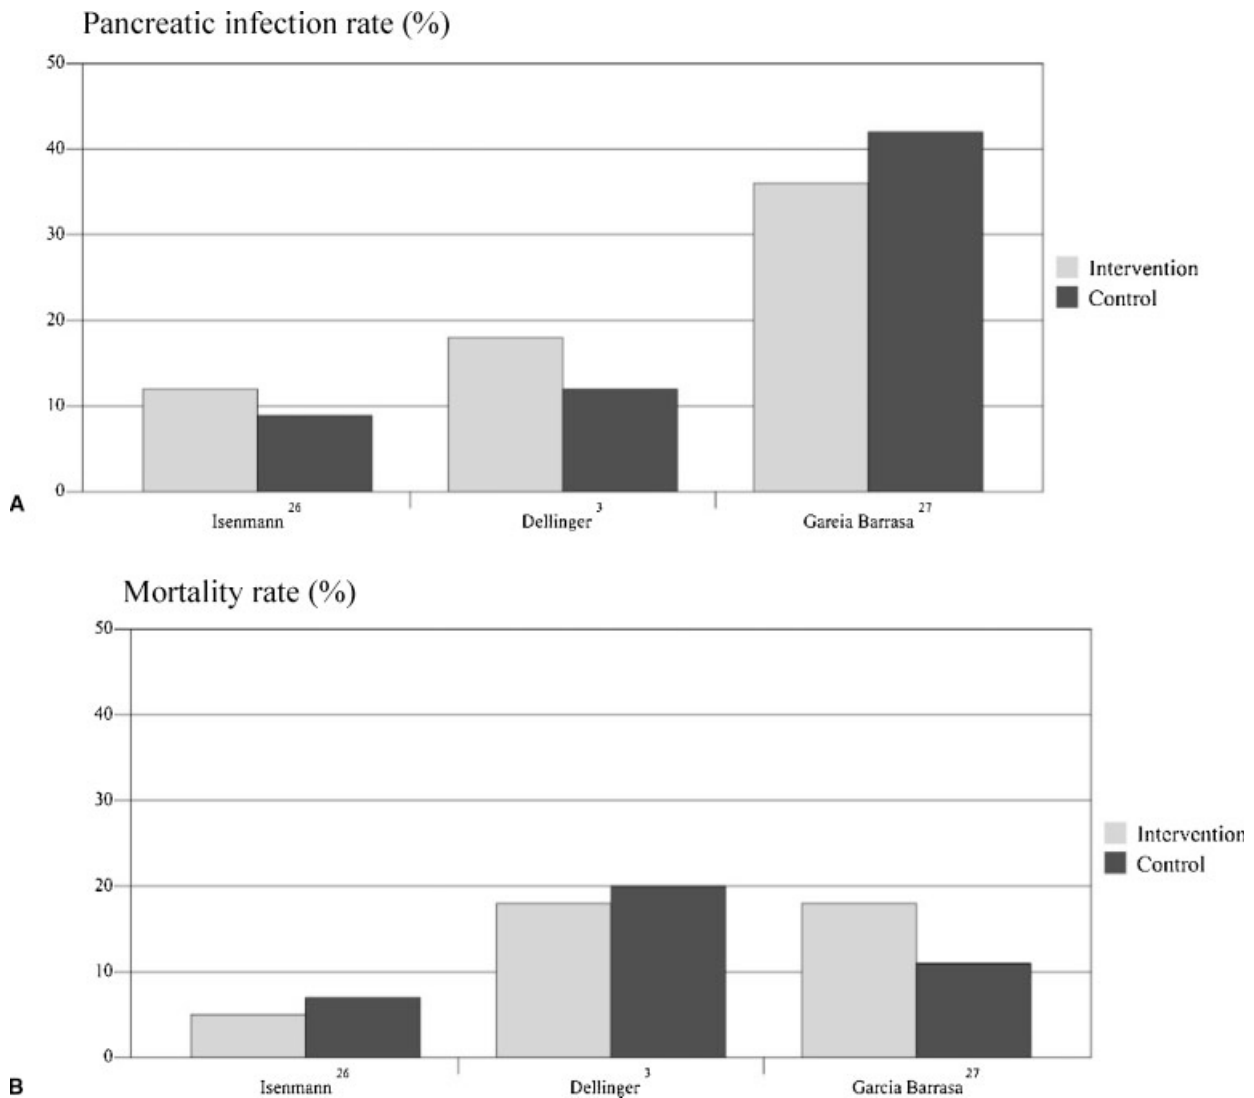 Pancreatic infection rate (%)
50
40
30
20
10
0
Intervention
Control
A
Isenmann 26
Dellinger 3
Gareia Barrasa 27
Mortality rate (%)
50
40
30
20
10
0
Intervention
Control
B
Isenmann 26
Dellinger 3
Garcia Barrasa 27